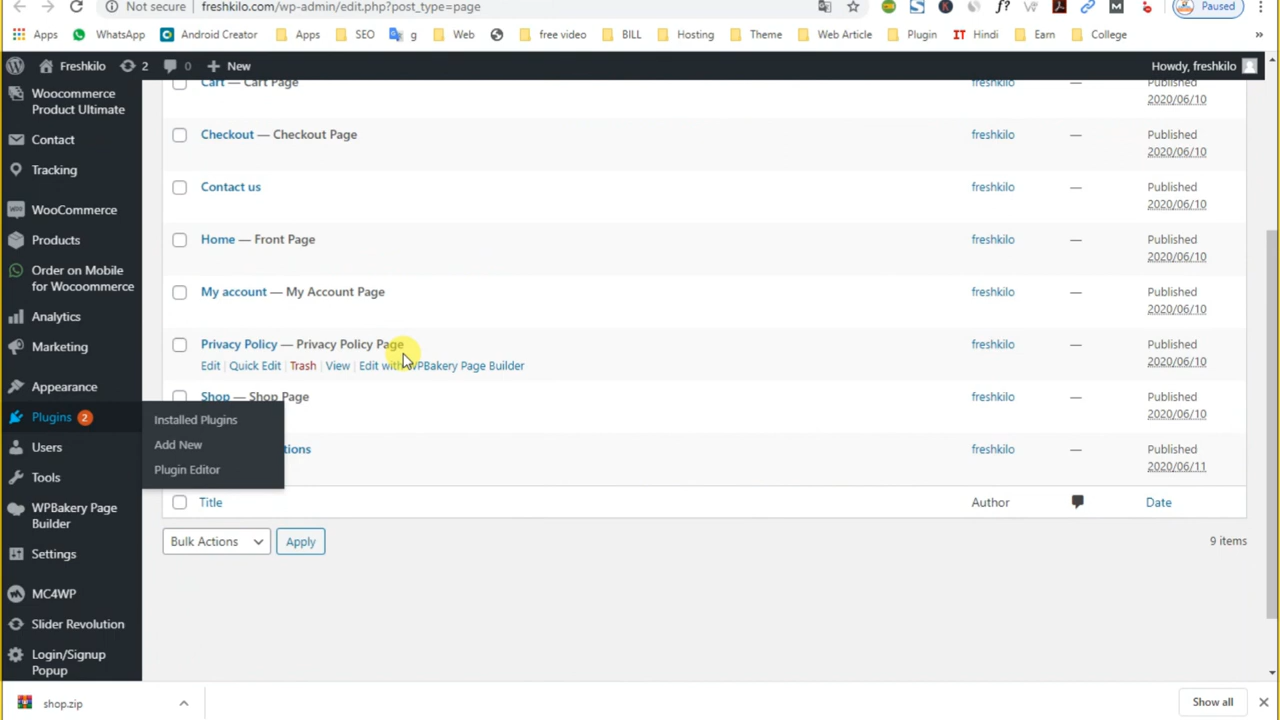 Not secure | freshkilo.com/wp-admin/edit.php?post_type=page
Paused
Apps WhatsApp Android Creator Apps SEO g Web free video BILL Hosting Theme Web Article Plugin IT Hindi Earn College »
Freshkilo 2 0 + New Howdy, freshkilo
Woocommerce
Product Ultimate
Contact
Tracking
WooCommerce
Products
Order on Mobile
for Wocoommerce
Analytics
Marketing
Appearance
Plugins 2
Users
Tools
WPBakery Page
Builder
Settings
MC4WP
Slider Revolution
Login/Signup
Popup
Installed Plugins
Add New
Plugin Editor
Cart — Cart Page freshkilo — Published
2020/06/10
Checkout — Checkout Page freshkilo — Published
2020/06/10
Contact us freshkilo — Published
2020/06/10
Home — Front Page freshkilo — Published
2020/06/10
My account — My Account Page freshkilo — Published
2020/06/10
Privacy Policy — Privacy Policy Page freshkilo — Published
2020/06/10
Edit | Quick Edit | Trash | View | Edit with WPBakery Page Builder
Shop — Shop Page freshkilo — Published
2020/06/10
tions freshkilo — Published
2020/06/11
Title Author Date
Bulk Actions Apply 9 items
shop.zip Show all